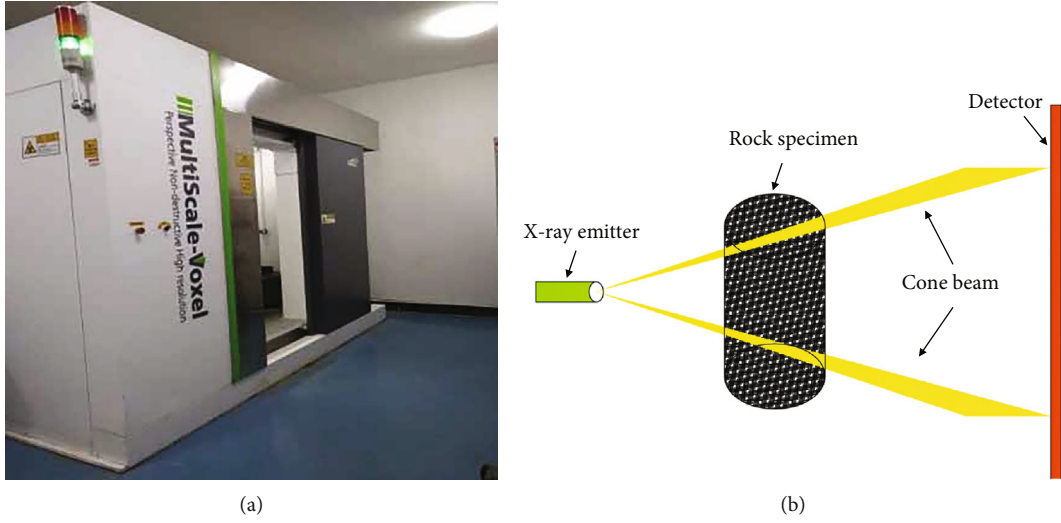 MultiScale-Voxel
Perspective Non-destructive High resolution
Detector
Rock specimen
X-ray emitter
Cone beam
(a)
(b)